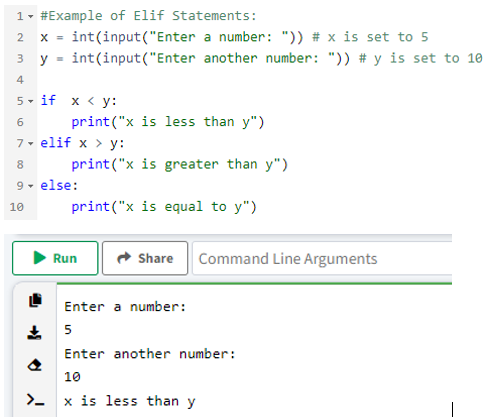 1 #Example of Elif Statements:
2 x = int(input("Enter a number: ")) # x is set to 5
3 y = int(input("Enter another number: ")) # y is set to 10
4
5 if x < y:
6 print("x is less than y")
7 elif x > y:
8 print("x is greater than y")
9 else:
10 print("x is equal to y")
Run Share Command Line Arguments
Enter a number:
5
Enter another number:
10
x is less than y